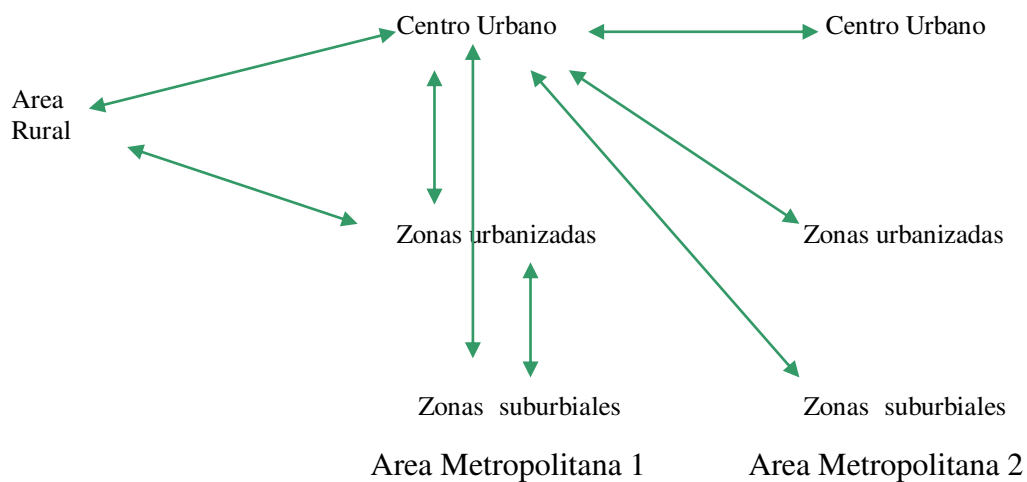 Centro Urbano
Centro Urbano
Area
Rural
Zonas urbanizadas
Zonas urbanizadas
Zonas suburbiales
Zonas suburbiales
Area Metropolitana 1
Area Metropolitana 2